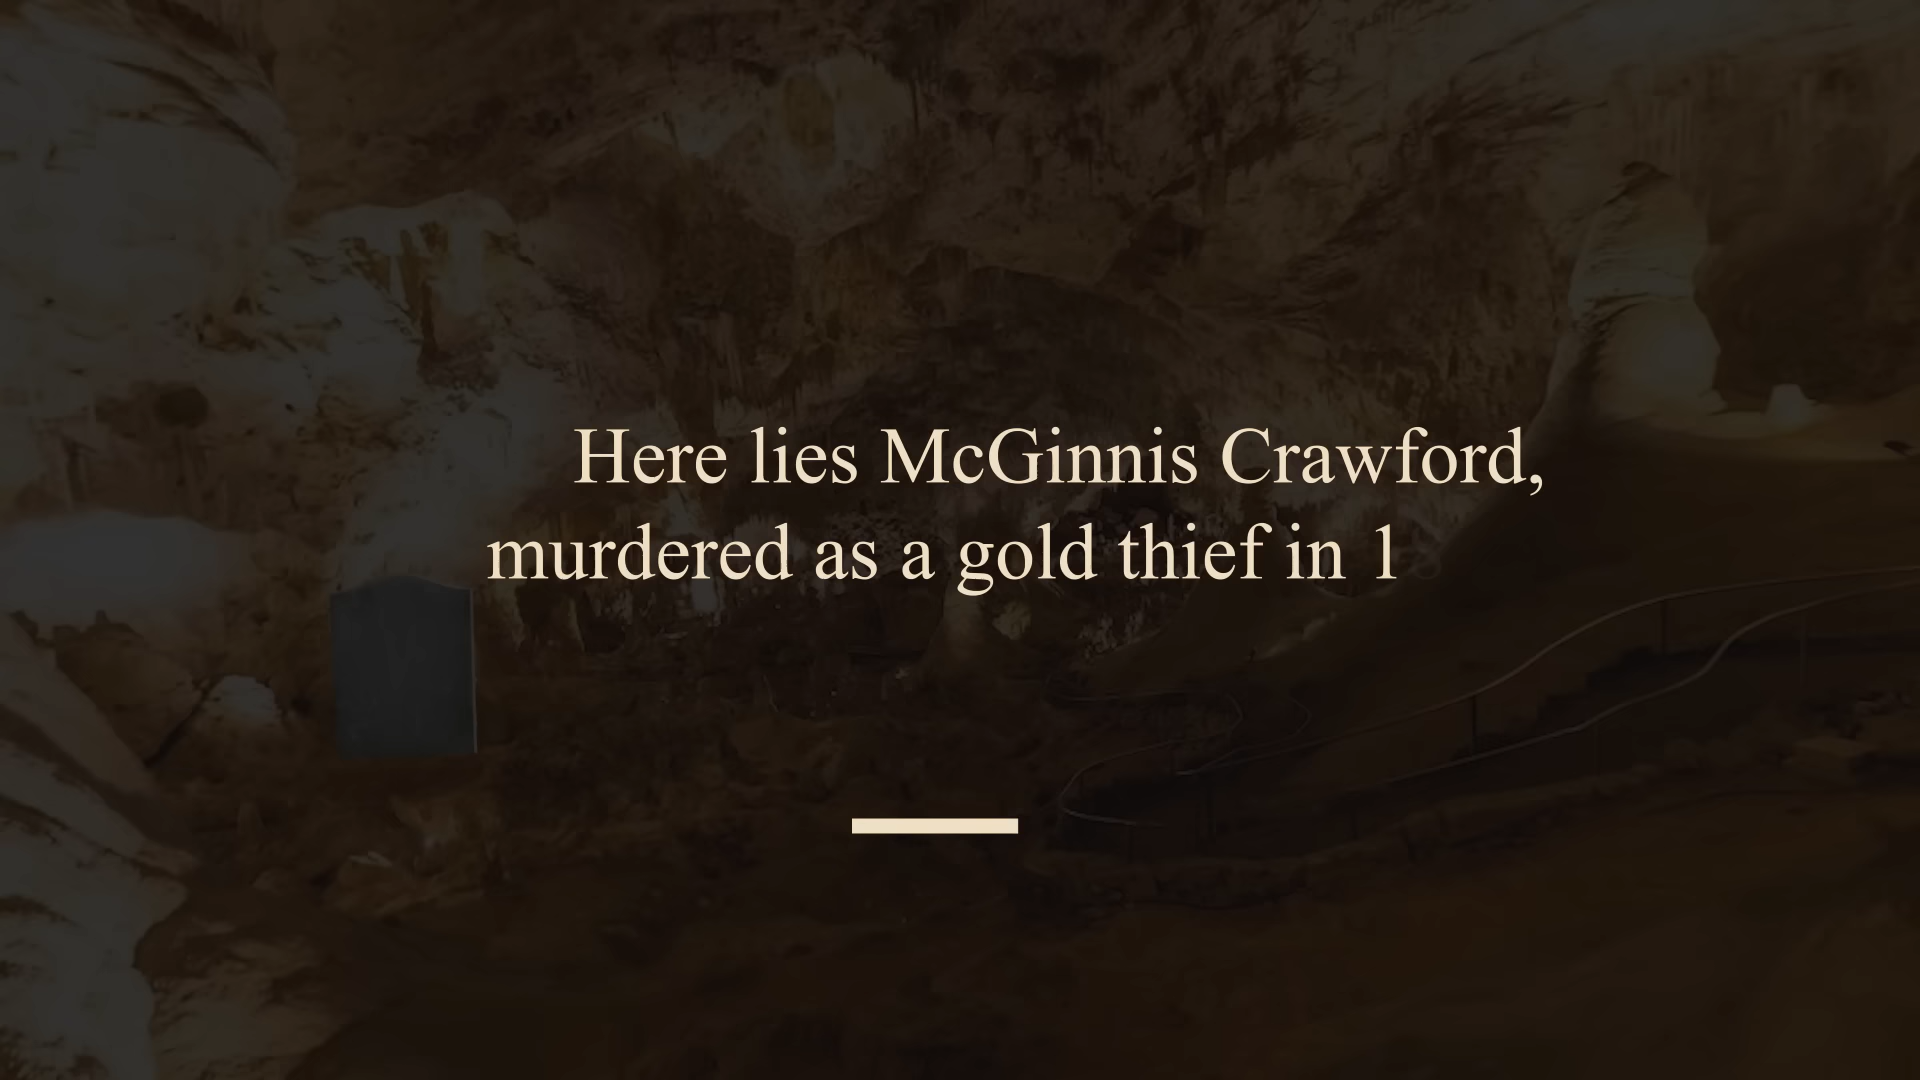 Here lies McGinnis Crawford,
murdered as a gold thief in 1